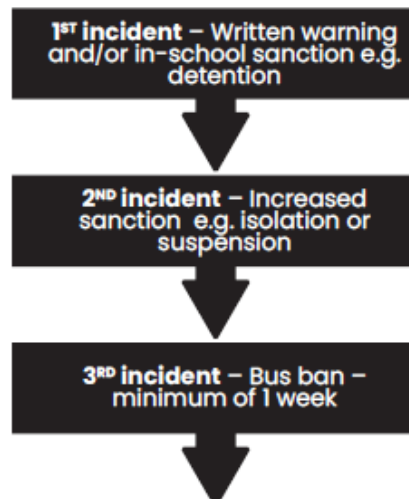 1ST incident – Written warning
and/or in-school sanction e.g.
detention
2ND incident – Increased
sanction e.g. isolation or
suspension
3RD incident – Bus ban –
minimum of 1 week